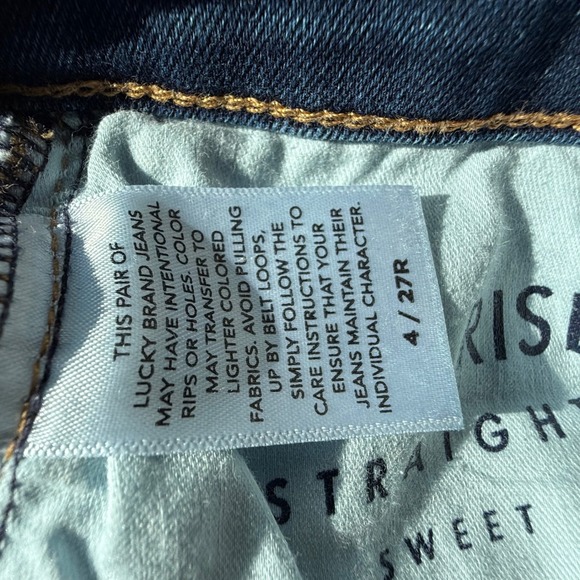 THIS PAIR OF
LUCKY BRAND JEANS
MAY HAVE INTENTIONAL
RIPS OR HOLES. COLOR
MAY TRANSFER TO
LIGHTER COLORED
FABRICS. AVOID PULLING
UP BY BELT LOOPS,
SIMPLY FOLLOW THE
CARE INSTRUCTIONS TO
ENSURE THAT YOUR
JEANS MAINTAIN THEIR
INDIVIDUAL CHARACTER.
4 / 27R
RISE
STRAIGHT
SWEET